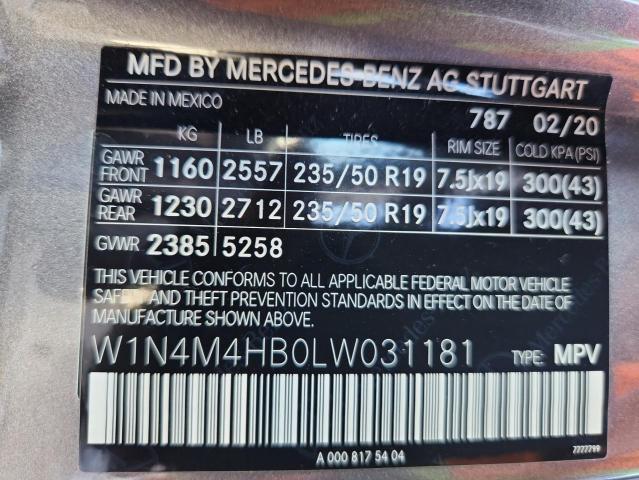 MFD BY MERCEDES-BENZ AG STUTTGART
MADE IN MEXICO 787 02/20
KG LB TIRES RIM SIZE COLD KPA (PSI)
GAWR FRONT 1160 2557 235/50 R19 7.5Jx19 300(43)
GAWR REAR 1230 2712 235/50 R19 7.5Jx19 300(43)
GVWR 2385 5258
THIS VEHICLE CONFORMS TO ALL APPLICABLE FEDERAL MOTOR VEHICLE
SAFETY AND THEFT PREVENTION STANDARDS IN EFFECT ON THE DATE OF
MANUFACTURE SHOWN ABOVE.
W1N4M4HB0LW031181 TYPE: MPV
A 000 817 54 04 7777799